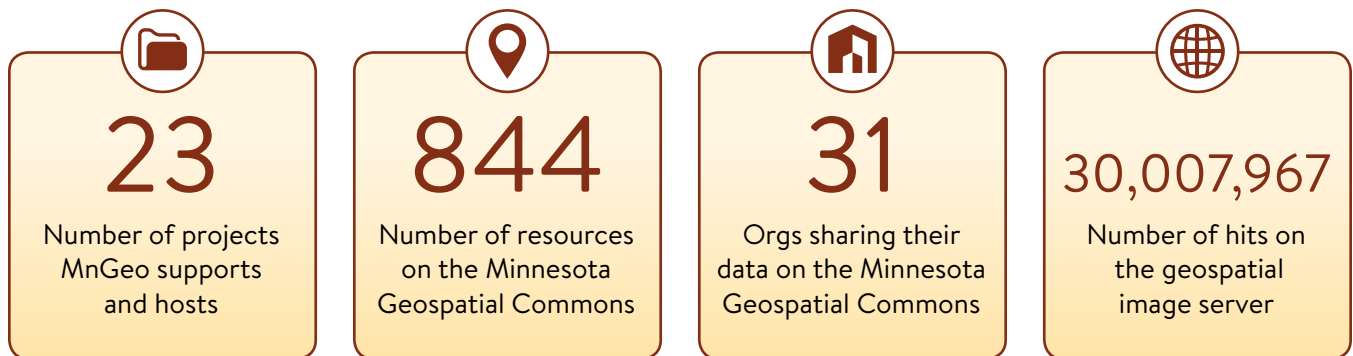 23
Number of projects
MnGeo supports
and hosts
844
Number of resources
on the Minnesota
Geospatial Commons
31
Orgs sharing their
data on the Minnesota
Geospatial Commons
30,007,967
Number of hits on
the geospatial
image server